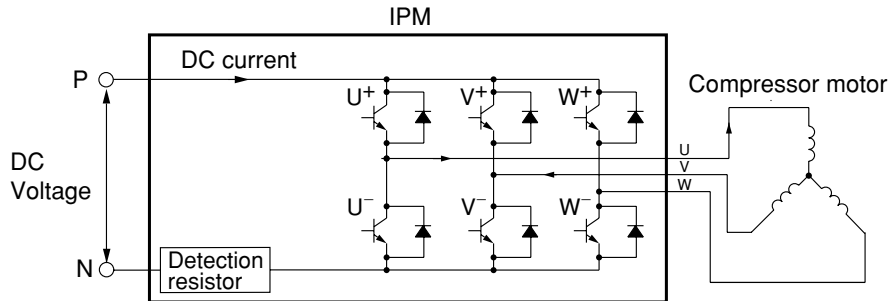 IPM
P
DC current
U+
V+
W+
Compressor motor
DC
Voltage
U
V
W
U−
V−
W−
N
Detection
resistor